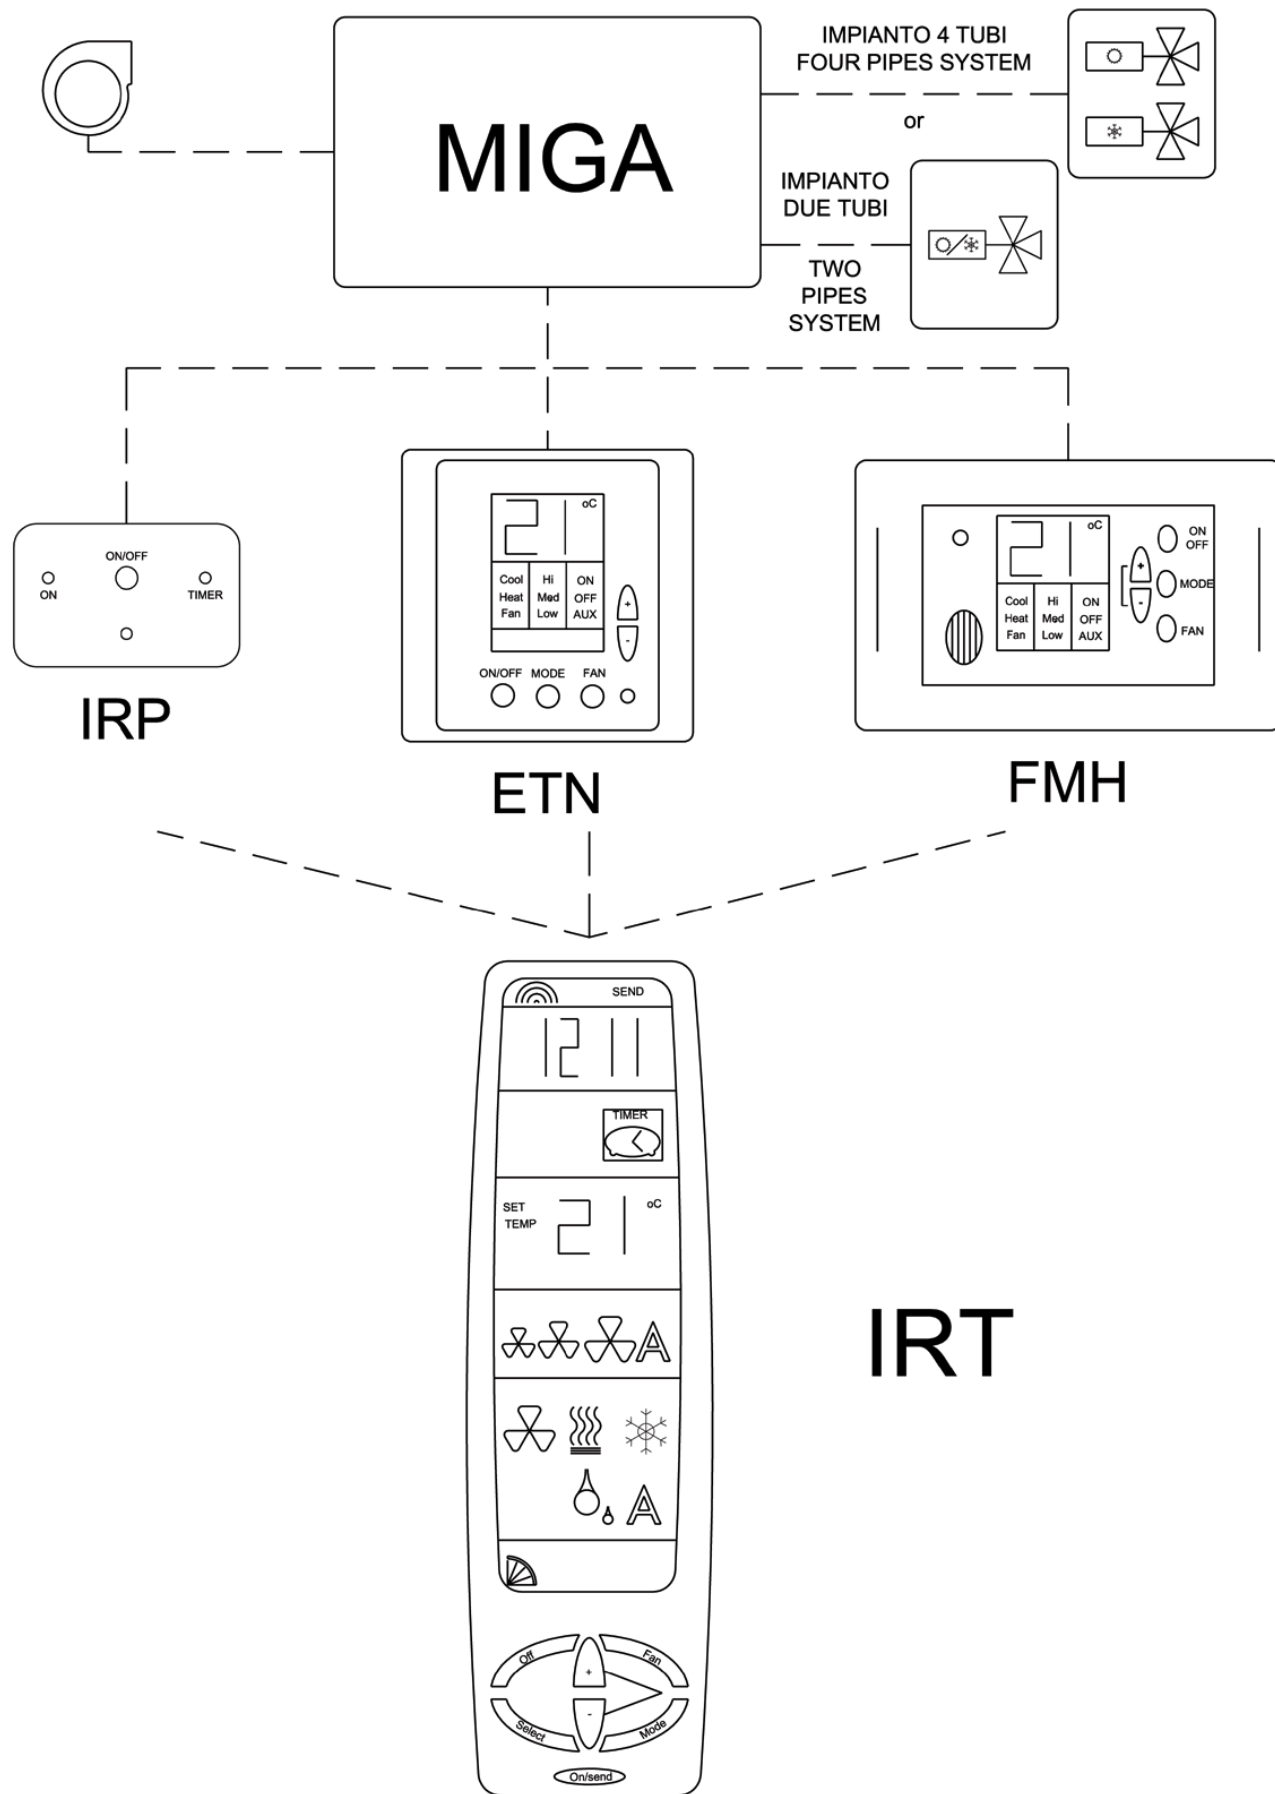 IMPIANTO 4 TUBI
FOUR PIPES SYSTEM
or
MIGA
IMPIANTO
DUE TUBI
TWO
PIPES
SYSTEM
ON/OFF
ON
TIMER
IRP
21 oC
Cool Hi ON
Heat Med OFF
Fan Low AUX
+
-
ON/OFF MODE FAN
ETN
21 oC
Cool Hi ON
Heat Med OFF
Fan Low AUX
+
-
ON
OFF
MODE
FAN
FMH
SEND
12 11
TIMER
SET
TEMP
21 oC
A
A
IRT
Off
+
Fan
Select
-
Mode
On/send